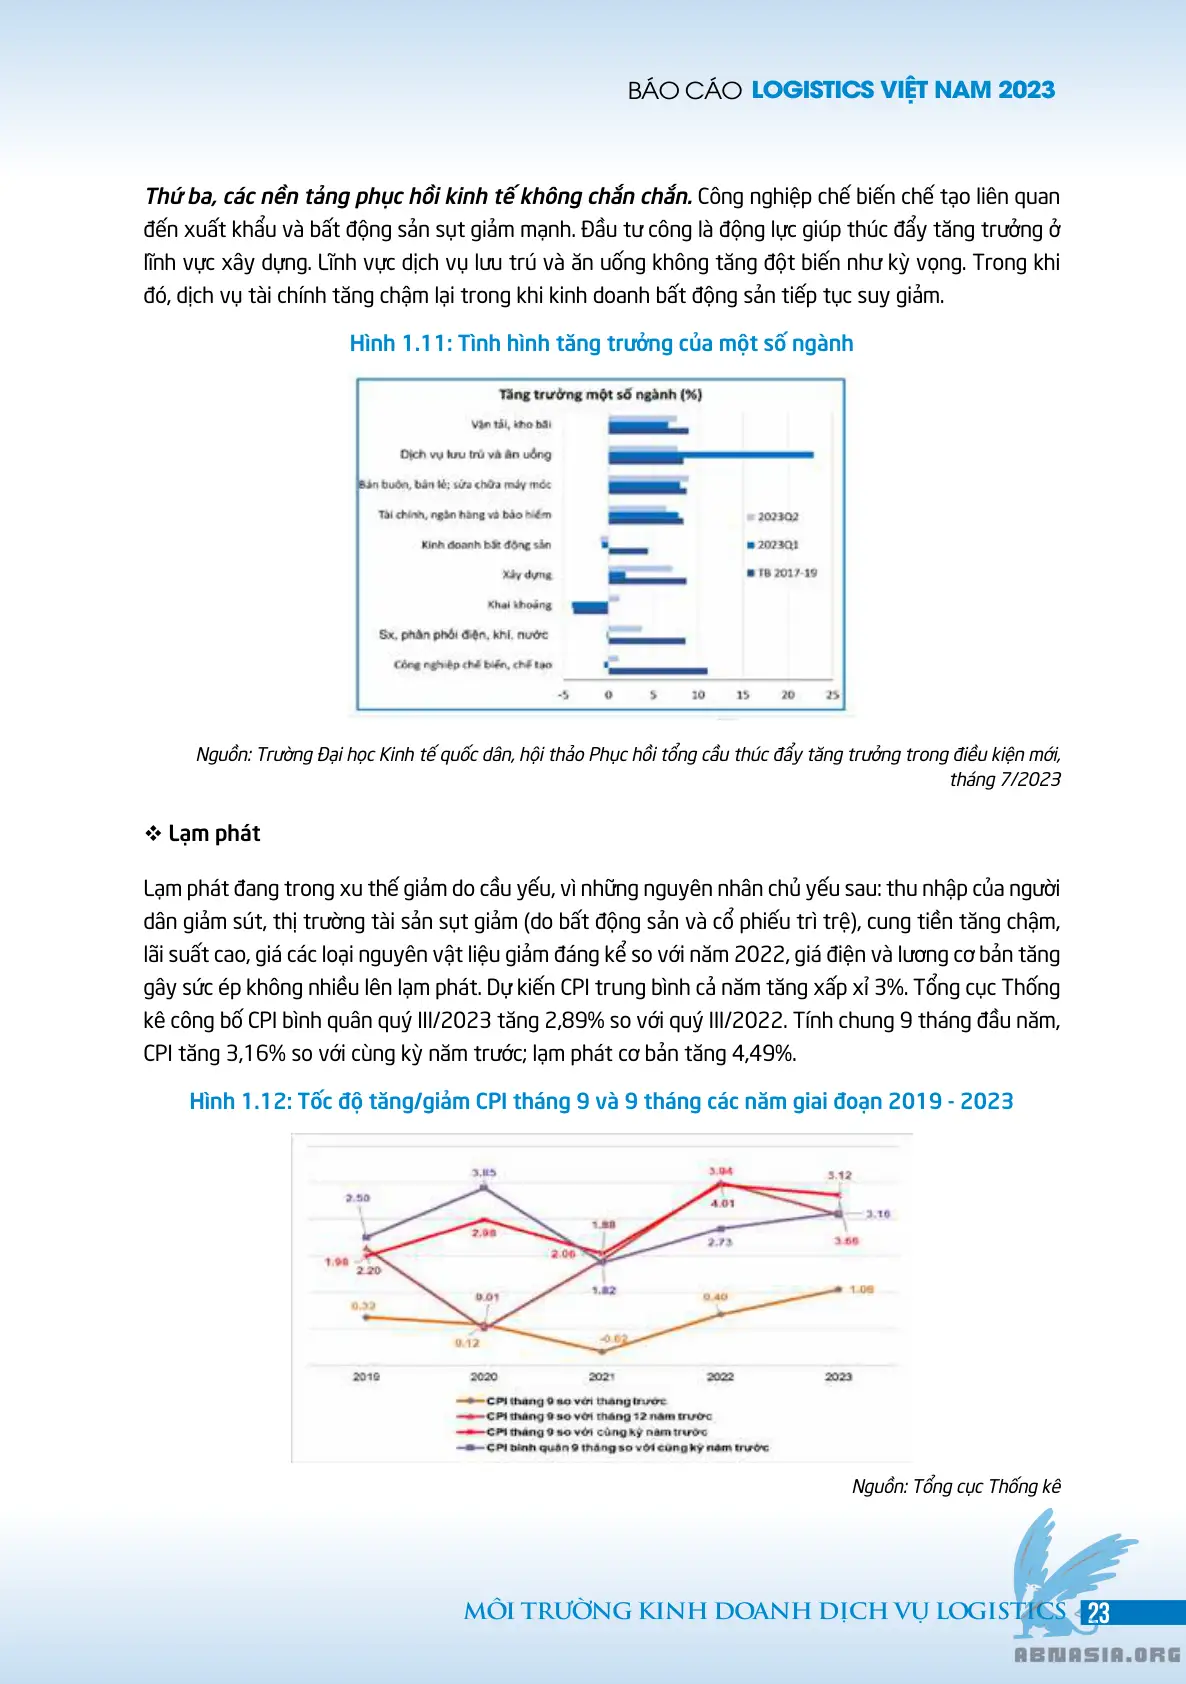 BÁO CÁO LOGISTICS VIỆT NAM 2023
Thứ ba, các nền tảng phục hồi kinh tế không chắn chắn. Công nghiệp chế biến chế tạo liên quan
đến xuất khẩu và bất động sản sụt giảm mạnh. Đầu tư công là động lực giúp thúc đẩy tăng trưởng ở
lĩnh vực xây dựng. Lĩnh vực dịch vụ lưu trú và ăn uống không tăng đột biến như kỳ vọng. Trong khi
đó, dịch vụ tài chính tăng chậm lại trong khi kinh doanh bất động sản tiếp tục suy giảm.
Hình 1.11: Tình hình tăng trưởng của một số ngành
Tăng trưởng một số ngành (%)
Vận tải, kho bãi
Dịch vụ lưu trú và ăn uống
Bán buôn, bán lẻ; sửa chữa máy móc
Tài chính, ngân hàng và bảo hiểm
Kinh doanh bất động sản
Xây dựng
Khai khoáng
Sx, phân phối điện, khí, nước
Công nghiệp chế biến, chế tạo
2023Q2
2023Q1
TB 2017-19
-5 0 5 10 15 20 25
Nguồn: Trường Đại học Kinh tế quốc dân, hội thảo Phục hồi tổng cầu thúc đẩy tăng trưởng trong điều kiện mới,
tháng 7/2023
❖ Lạm phát
Lạm phát đang trong xu thế giảm do cầu yếu, vì những nguyên nhân chủ yếu sau: thu nhập của người
dân giảm sút, thị trường tài sản sụt giảm (do bất động sản và cổ phiếu trì trệ), cung tiền tăng chậm,
lãi suất cao, giá các loại nguyên vật liệu giảm đáng kể so với năm 2022, giá điện và lương cơ bản tăng
gây sức ép không nhiều lên lạm phát. Dự kiến CPI trung bình cả năm tăng xấp xỉ 3%. Tổng cục Thống
kê công bố CPI bình quân quý III/2023 tăng 2,89% so với quý III/2022. Tính chung 9 tháng đầu năm,
CPI tăng 3,16% so với cùng kỳ năm trước; lạm phát cơ bản tăng 4,49%.
Hình 1.12: Tốc độ tăng/giảm CPI tháng 9 và 9 tháng các năm giai đoạn 2019 - 2023
2.50 3.85 3.94 3.12
1.98 2.20 2.98 2.06 1.88 4.01 3.16
2.73 3.66
0.33 0.01 1.82 0.40 1.08
0.12 -0.62
2019 2020 2021 2022 2023
CPI tháng 9 so với tháng trước
CPI tháng 9 so với tháng 12 năm trước
CPI tháng 9 so với cùng kỳ năm trước
CPI bình quân 9 tháng so với cùng kỳ năm trước
Nguồn: Tổng cục Thống kê
MÔI TRƯỜNG KINH DOANH DỊCH VỤ LOGISTICS 23
ABNASIA.ORG